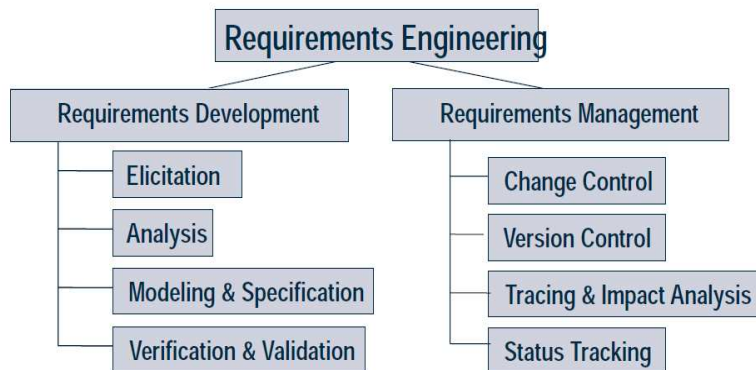 Requirements Engineering
Requirements Development
Requirements Management
Elicitation
Analysis
Modeling & Specification
Verification & Validation
Change Control
Version Control
Tracing & Impact Analysis
Status Tracking